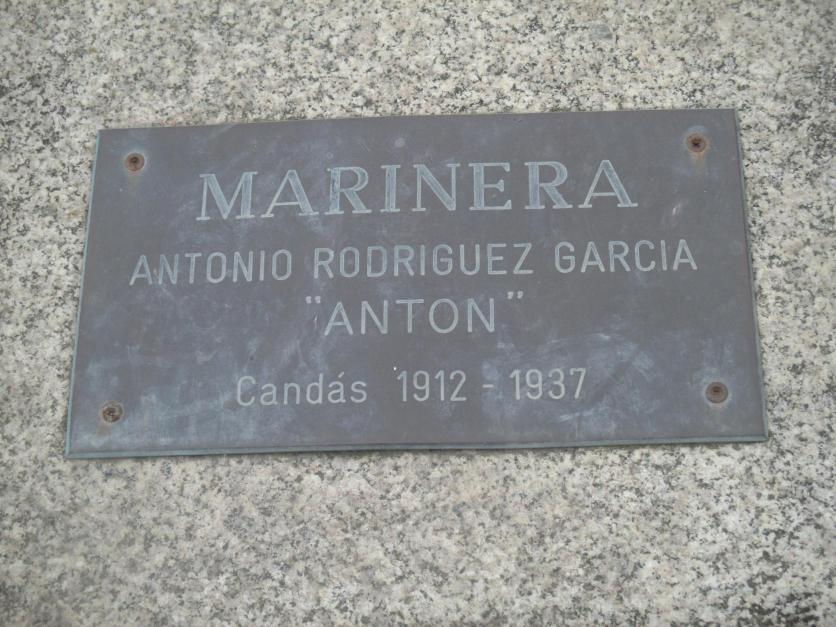 MARINERA
ANTONIO RODRIGUEZ GARCIA
"ANTON"
Candás 1912 - 1937